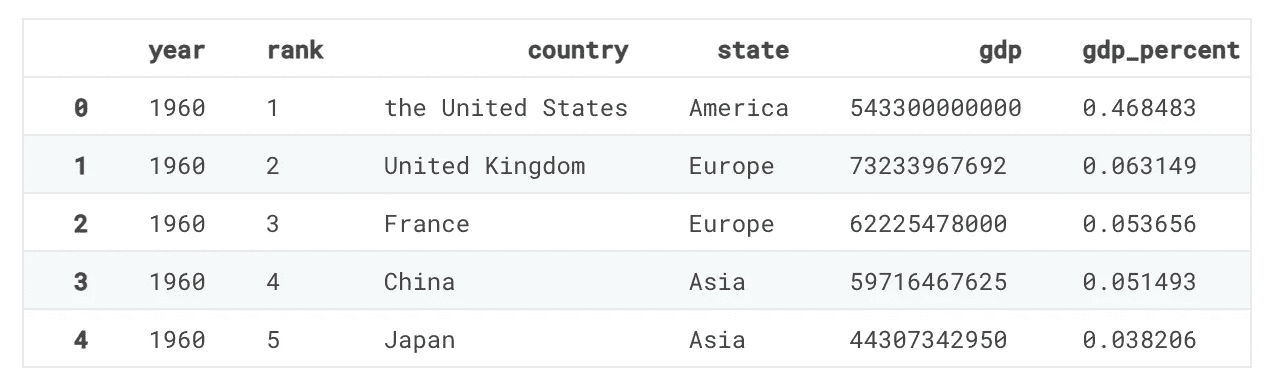 year rank country state gdp gdp_percent
0 1960 1 the United States America 543300000000 0.468483
1 1960 2 United Kingdom Europe 73233967692 0.063149
2 1960 3 France Europe 62225478000 0.053656
3 1960 4 China Asia 59716467625 0.051493
4 1960 5 Japan Asia 44307342950 0.038206